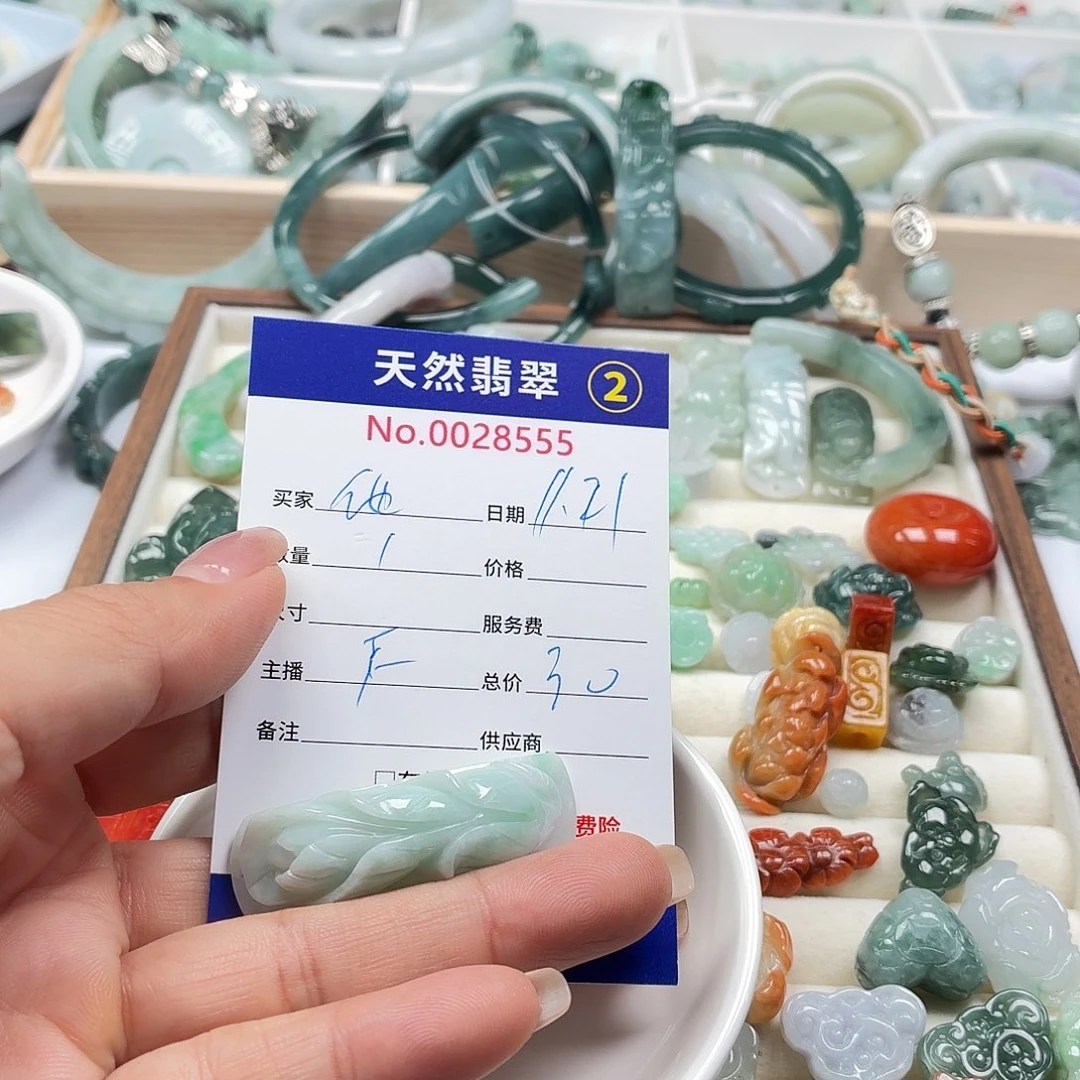 天然翡翠 2
No.0028555
买家 日期 11.21
数量 1 价格
尺寸 服务费
主播 总价 30
备注 供应商
费险